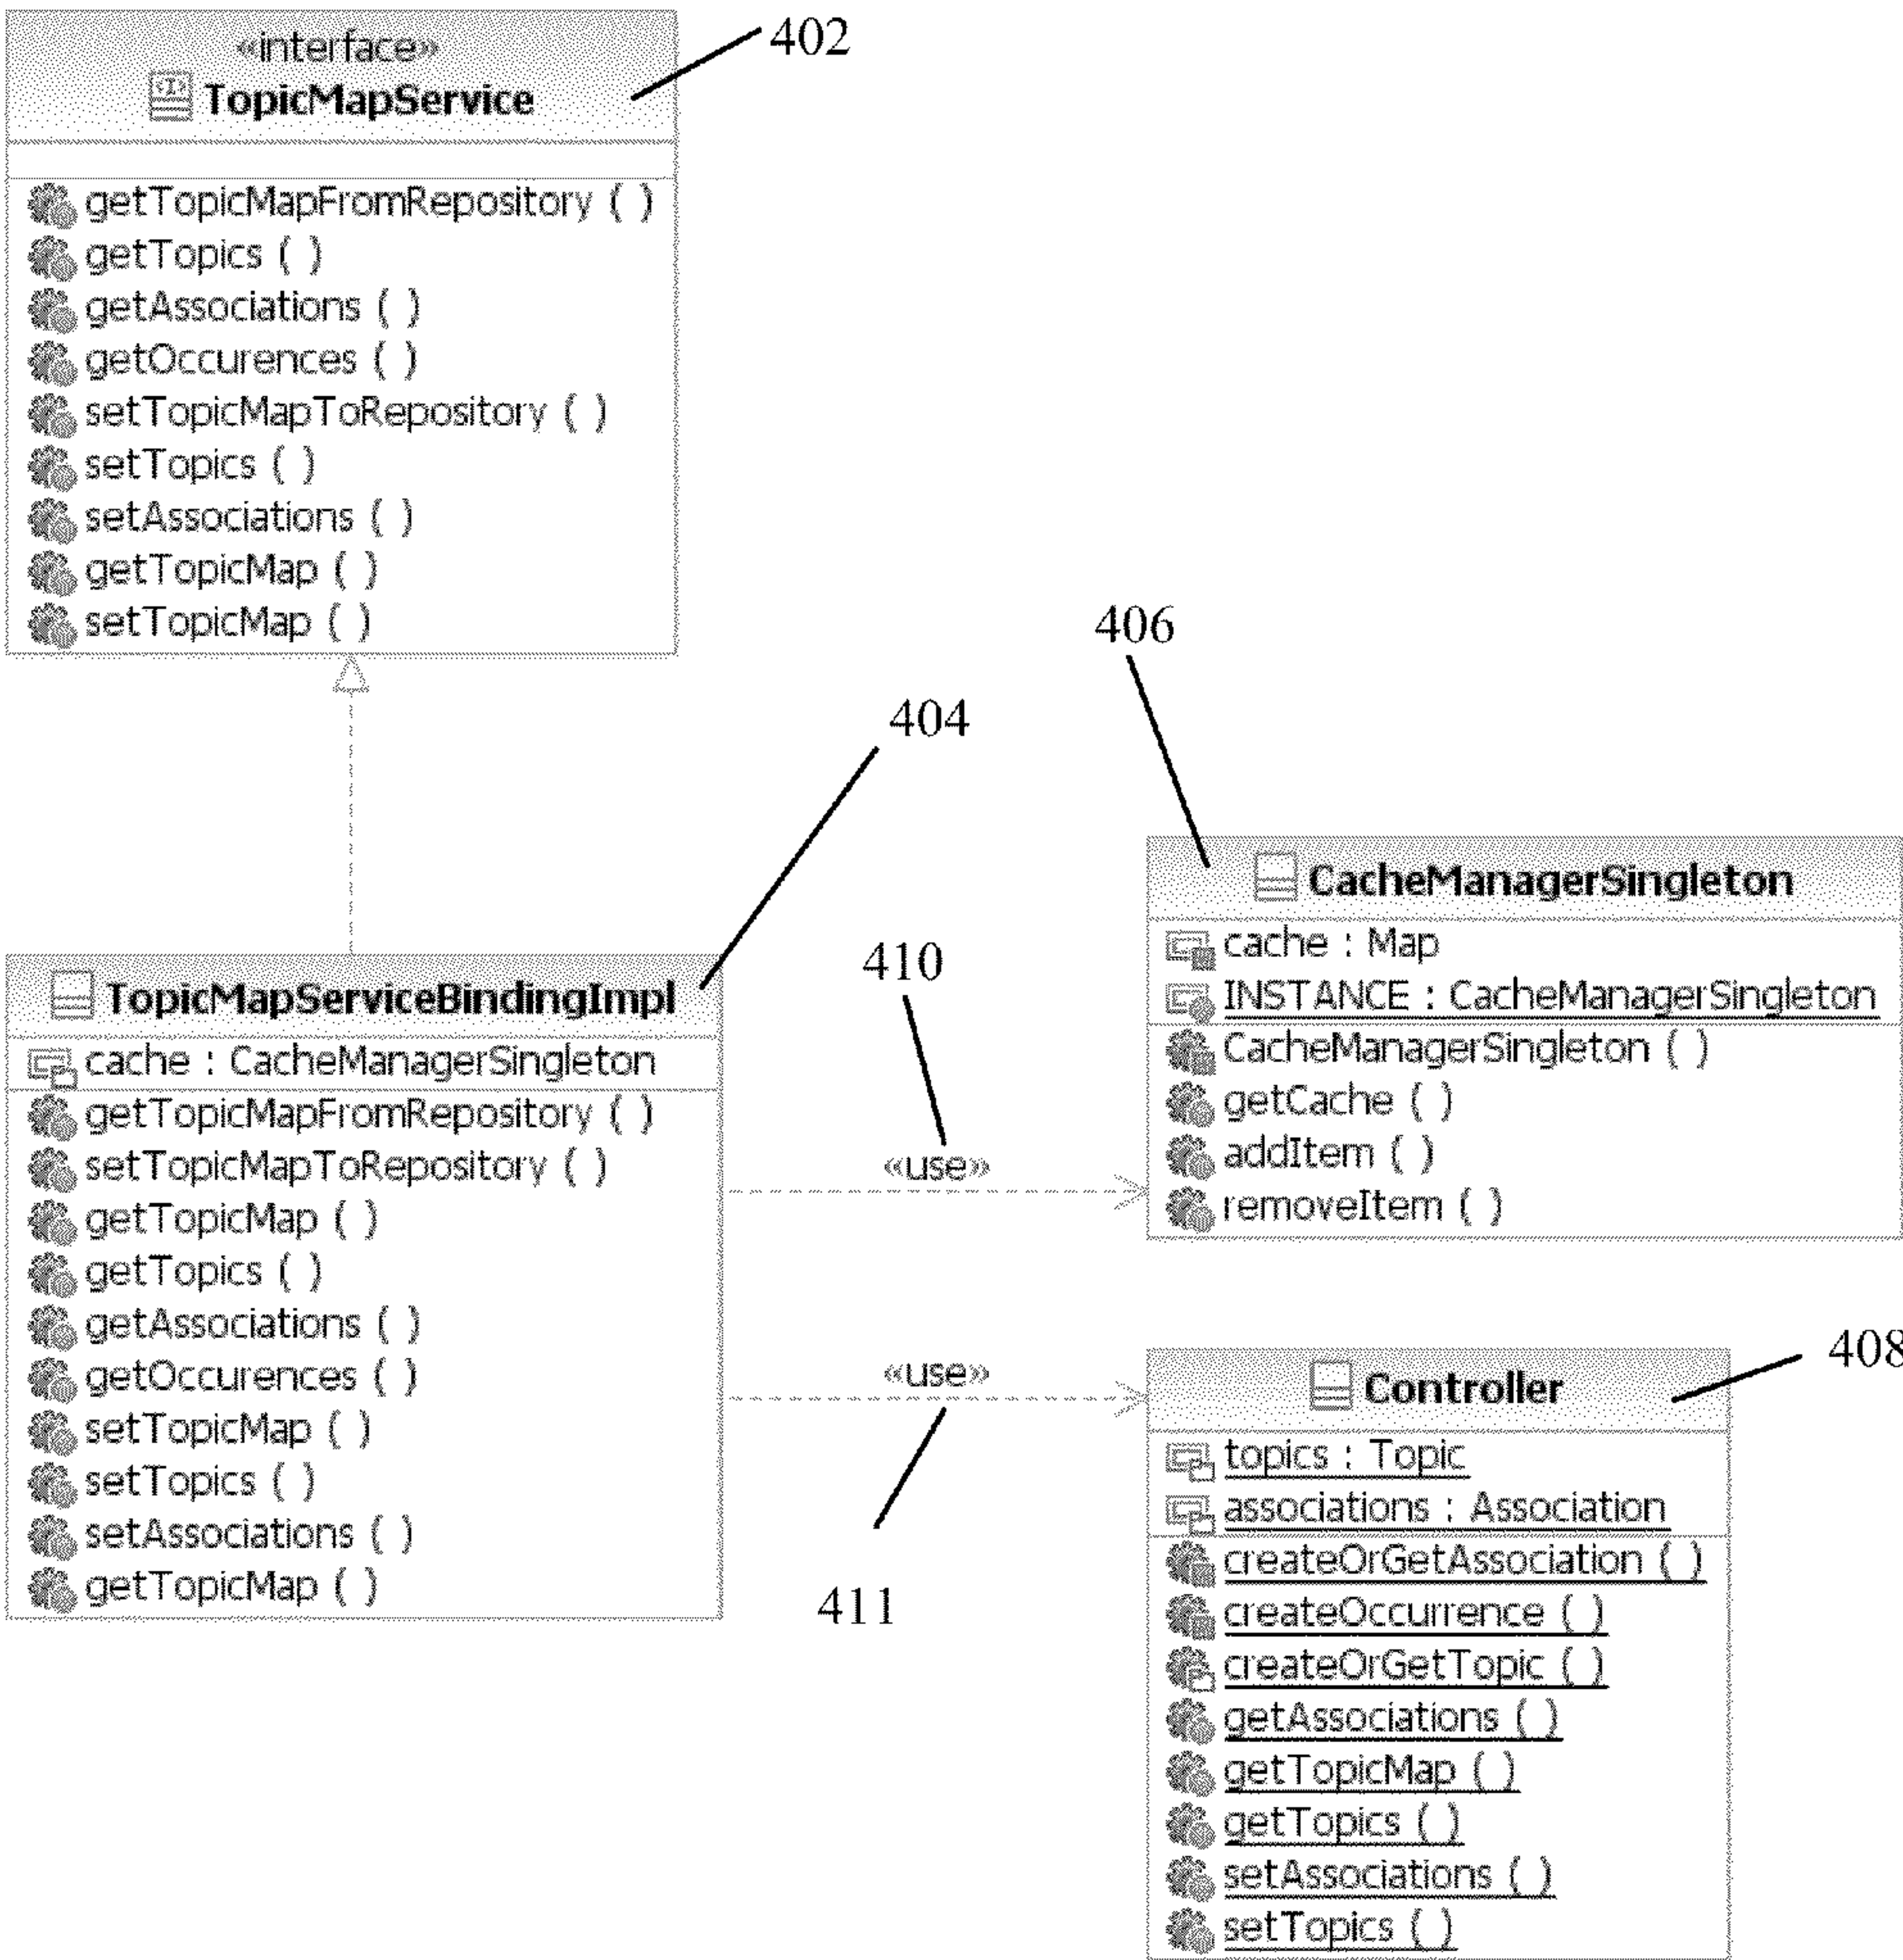 «interface»
TopicMapService
402
getTopicMapFromRepository ( )
getTopics ( )
getAssociations ( )
getOccurences ( )
setTopicMapToRepository ( )
setTopics ( )
setAssociations ( )
getTopicMap ( )
setTopicMap ( )
404
TopicMapServiceBindingImpl
cache : CacheManagerSingleton
getTopicMapFromRepository ( )
setTopicMapToRepository ( )
getTopicMap ( )
getTopics ( )
getAssociations ( )
getOccurences ( )
setTopicMap ( )
setTopics ( )
setAssociations ( )
getTopicMap ( )
410
«use»
«use»
411
406
CacheManagerSingleton
cache : Map
INSTANCE : CacheManagerSingleton
CacheManagerSingleton ( )
getCache ( )
addItem ( )
removeItem ( )
408
Controller
topics : Topic
associations : Association
createOrGetAssociation ( )
createOccurrence ( )
createOrGetTopic ( )
getAssociations ( )
getTopicMap ( )
getTopics ( )
setAssociations ( )
setTopics ( )